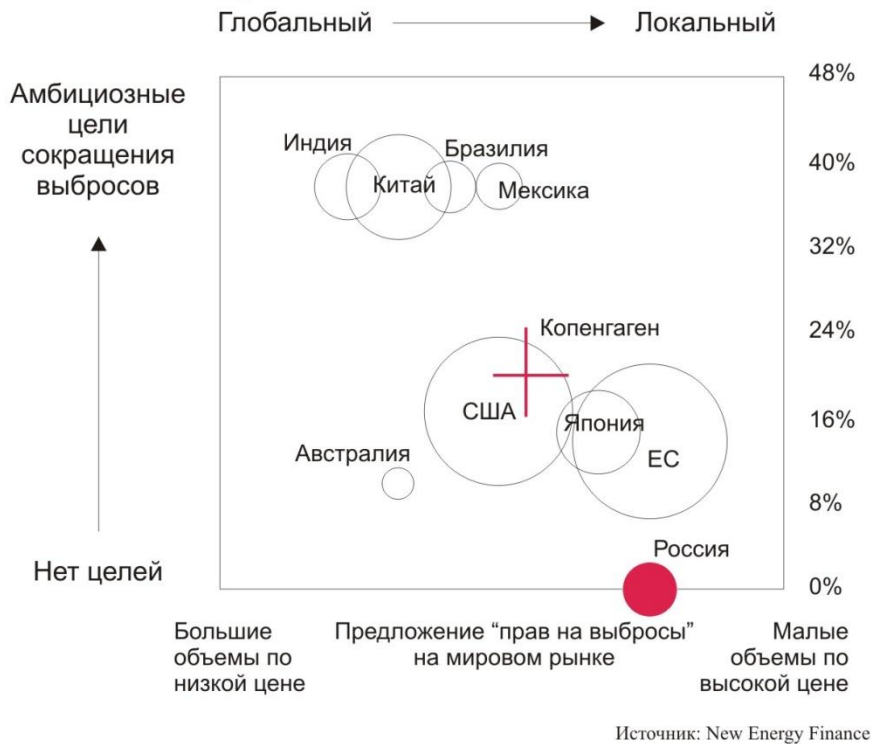 Глобальный
Локальный
48%
Амбициозные
цели
сокращения
выбросов
Индия
Китай
Бразилия
Мексика
40%
32%
Копенгаген
24%
США
Япония
ЕС
16%
Австралия
8%
Россия
Нет целей
0%
Большие
объемы по
низкой цене
Предложение “прав на выбросы”
на мировом рынке
Малые
объемы по
высокой цене
Источник: New Energy Finance